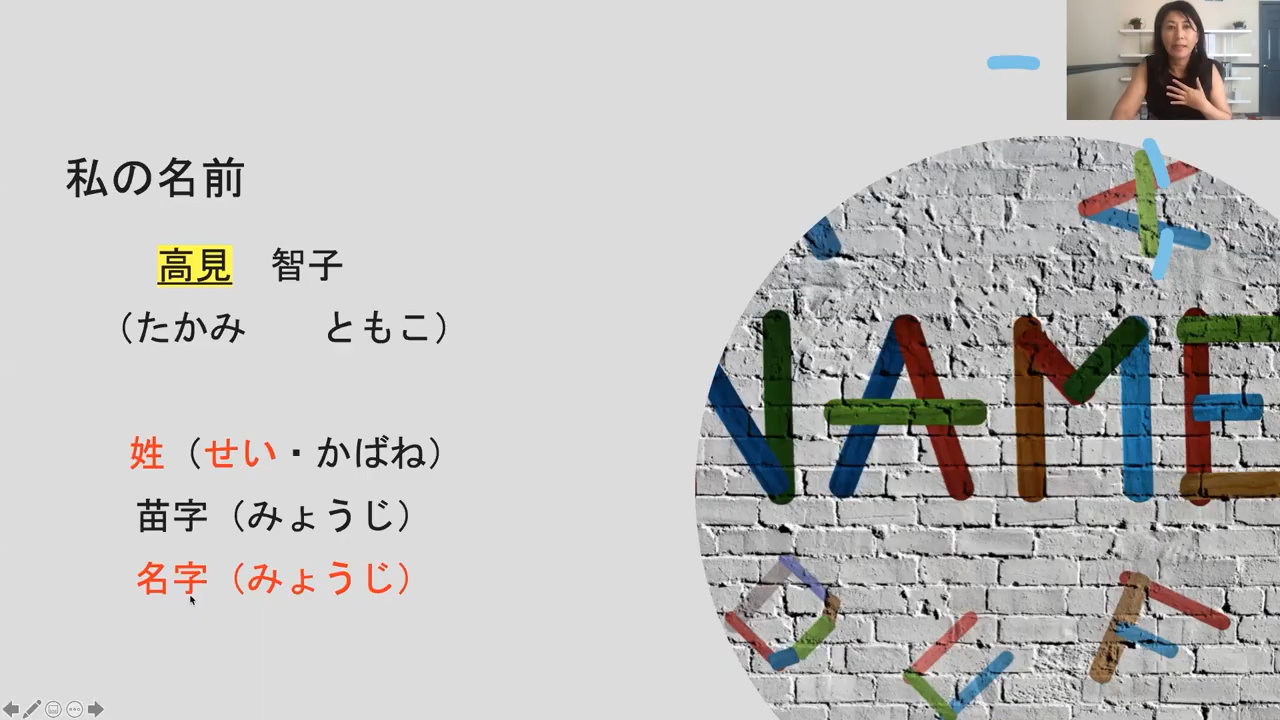 私の名前
高見　智子
（たかみ　　ともこ）
姓（せい・かばね）
苗字（みょうじ）
名字（みょうじ）
NAME